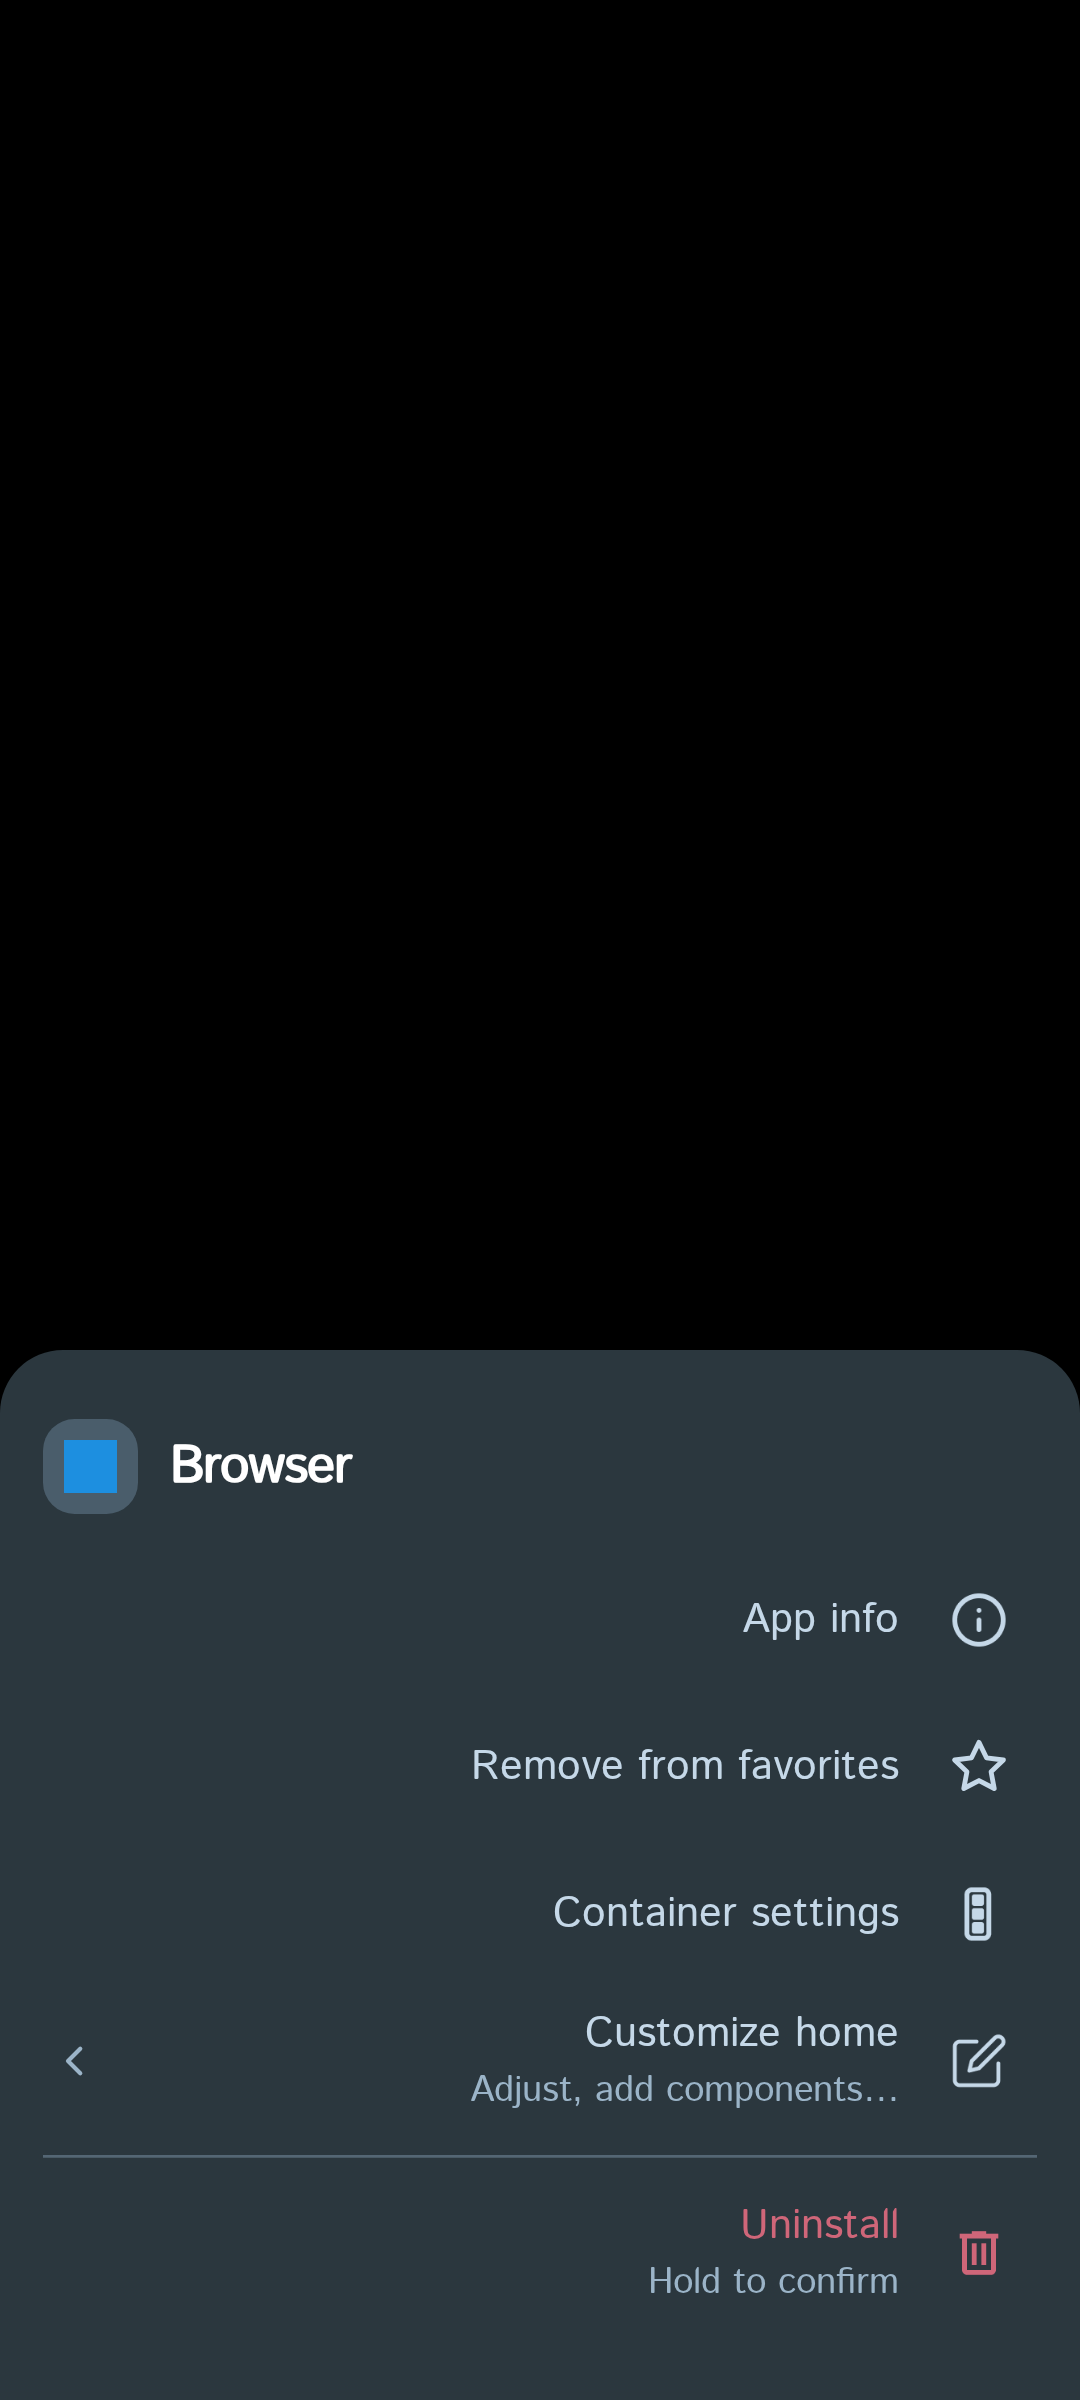 Browser
App info
Remove from favorites
Container settings
Customize home
Adjust, add components…
Uninstall
Hold to confirm